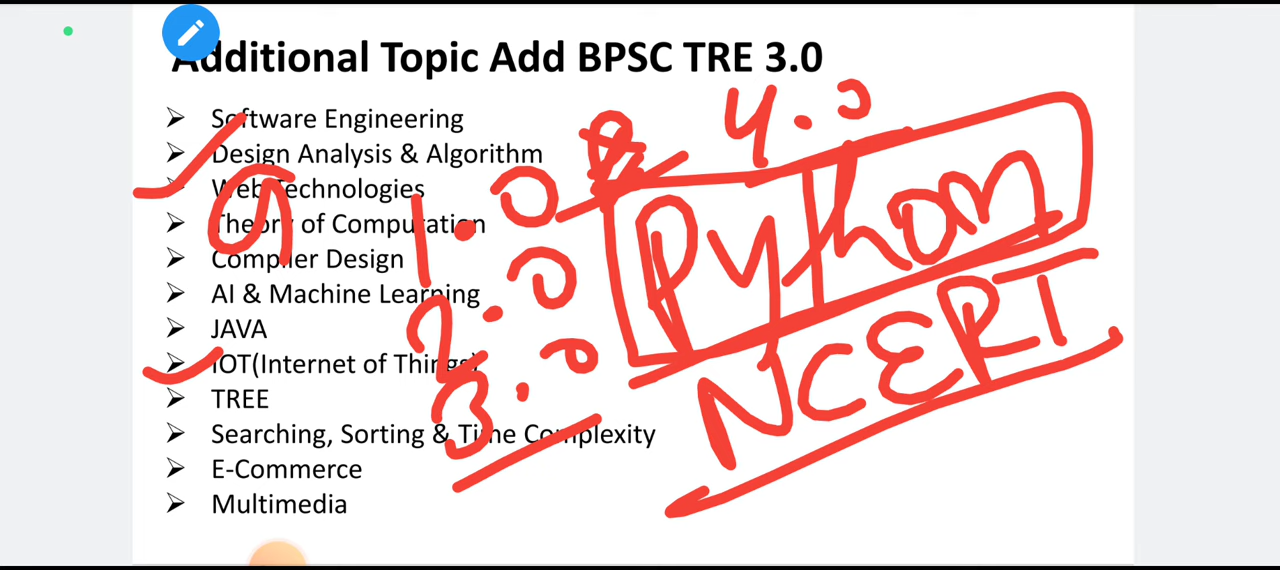 Additional Topic Add BPSC TRE 3.0
Software Engineering
Design Analysis & Algorithm
Web Technologies
Theory of Computation
Compiler Design
AI & Machine Learning
JAVA
IOT(Internet of Things)
TREE
Searching, Sorting & Time Complexity
E-Commerce
Multimedia
1.0
2.0
3.0
4.0
Python
NCERT